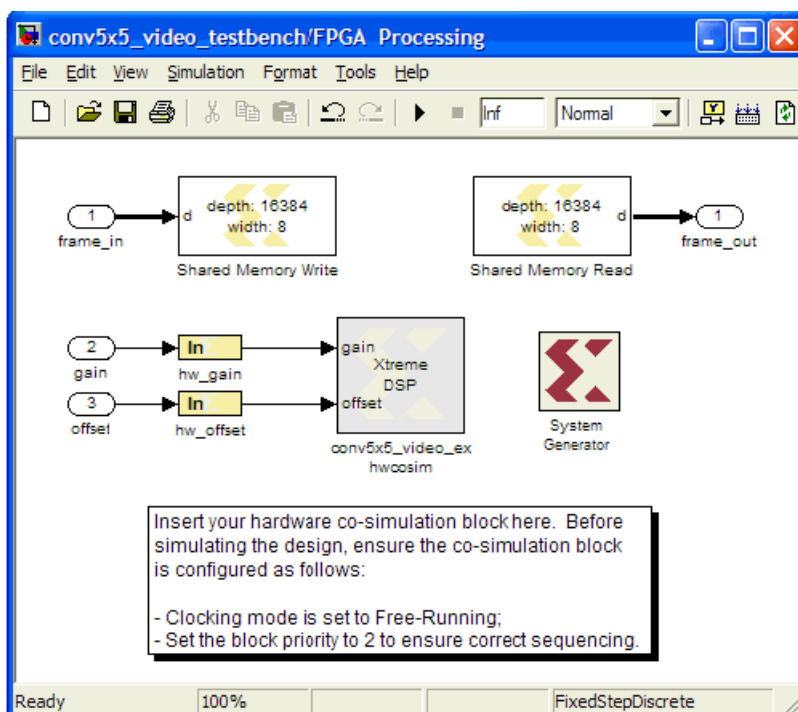 conv5x5_video_testbench/FPGA Processing
File Edit View Simulation Format Tools Help
Inf Normal
1 d depth: 16384 width: 8
frame_in
Shared Memory Write
depth: 16384 width: 8 d 1
frame_out
Shared Memory Read
2 In gain
gain hw_gain
Xtreme
DSP
3 In offset
offset hw_offset
conv5x5_video_ex
hwcosim
System
Generator
Insert your hardware co-simulation block here. Before
simulating the design, ensure the co-simulation block
is configured as follows:
- Clocking mode is set to Free-Running;
- Set the block priority to 2 to ensure correct sequencing.
Ready 100% FixedStepDiscrete